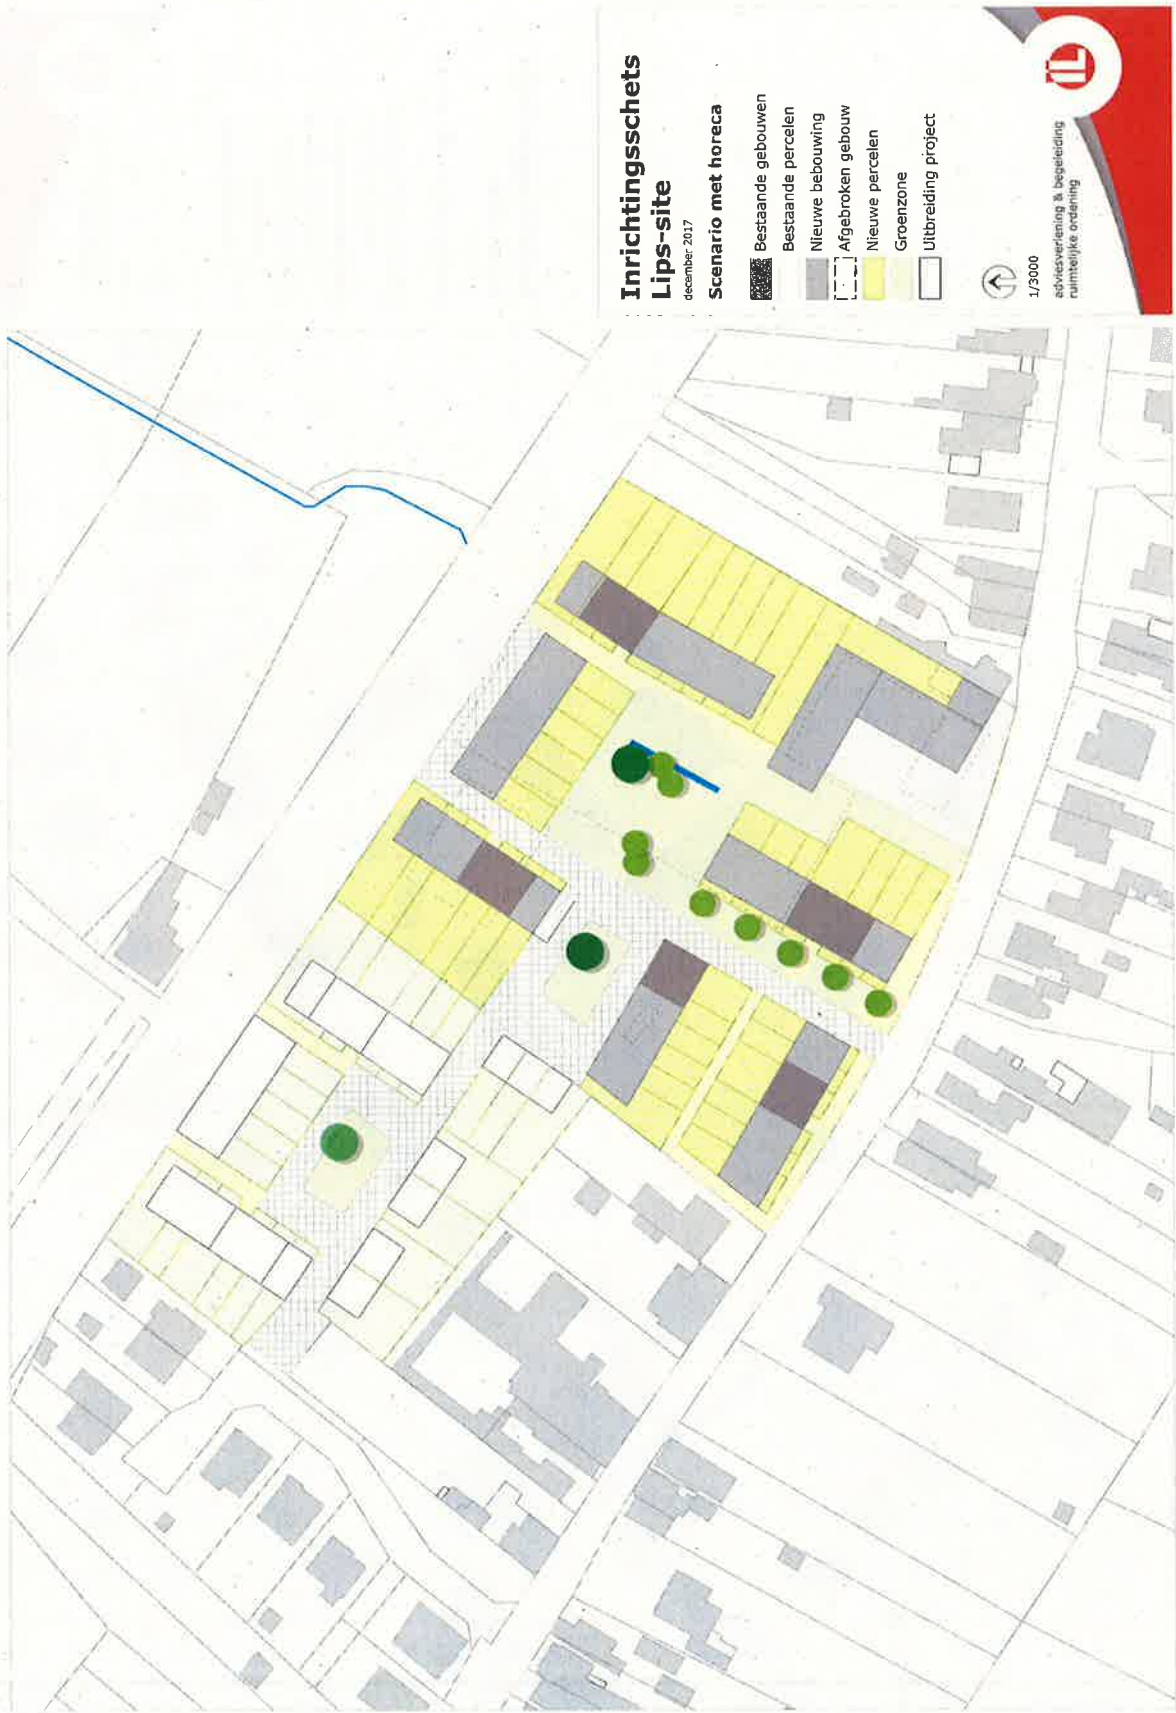 Inrichtingsschets
Lips-site
december 2017
Scenario met horeca
Bestaande gebouwen
Bestaande percelen
Nieuwe bebouwing
Afgebroken gebouw
Nieuwe percelen
Groenzone
Uitbreiding project
1/3000
adviesverlening & begeleiding
ruimtelijke ordening
IL